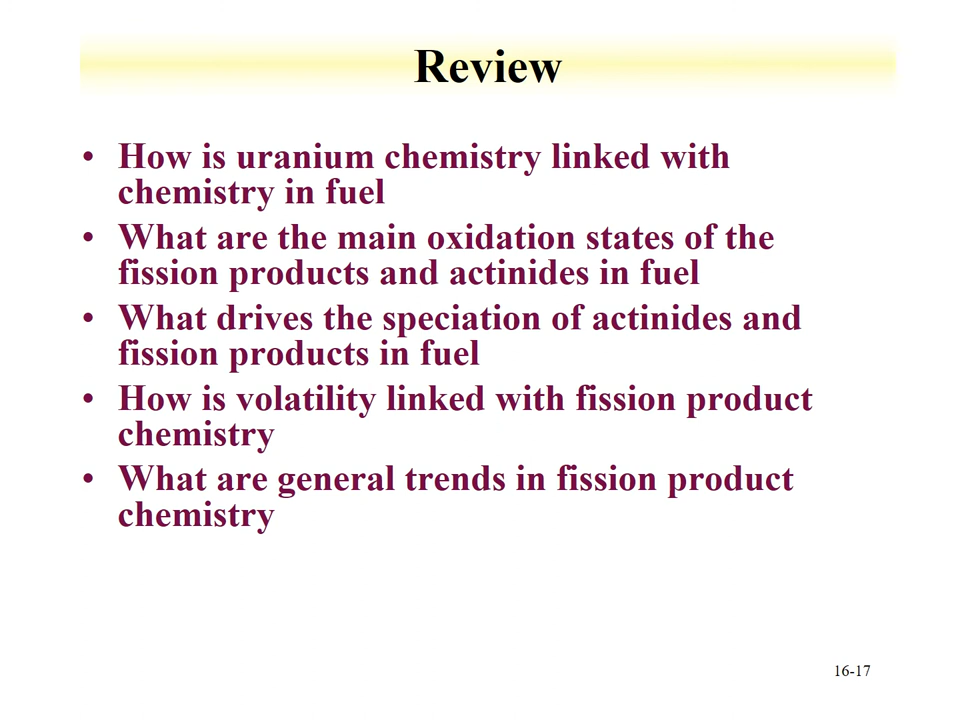 Review
• How is uranium chemistry linked with
chemistry in fuel
• What are the main oxidation states of the
fission products and actinides in fuel
• What drives the speciation of actinides and
fission products in fuel
• How is volatility linked with fission product
chemistry
• What are general trends in fission product
chemistry
16-17